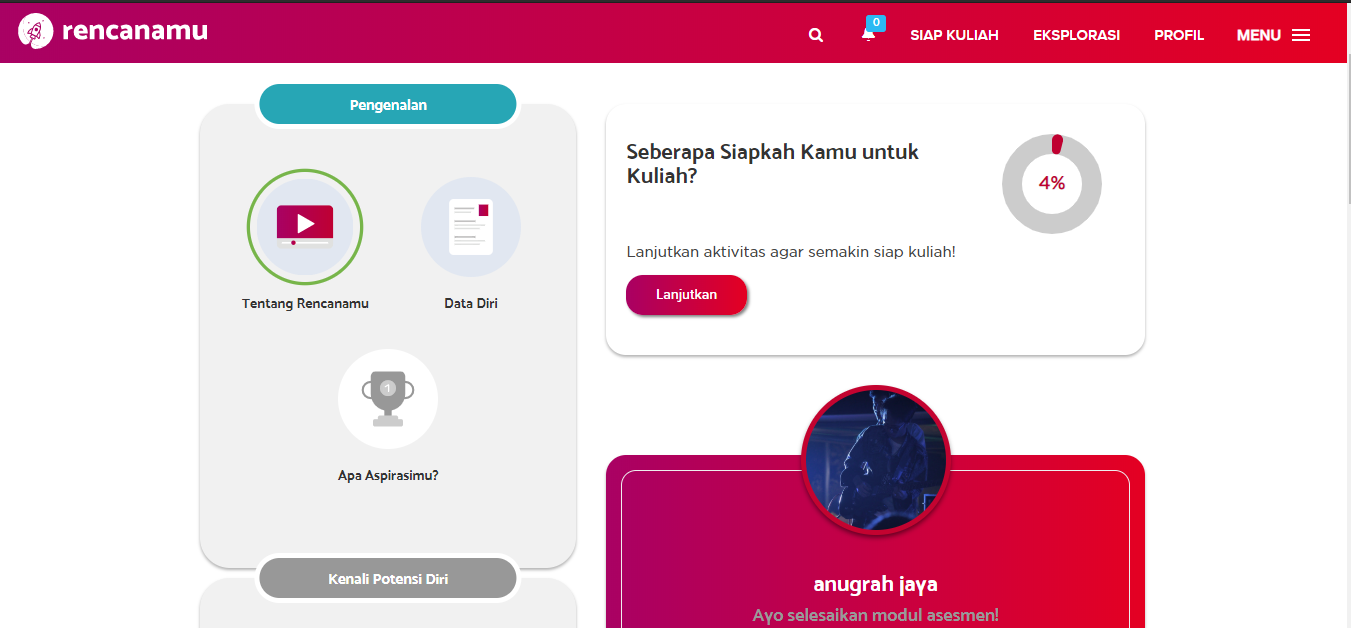 rencanamu
0
SIAP KULIAH
EKSPLORASI
PROFIL
MENU
Pengenalan
Tentang Rencanamu
Data Diri
1
Apa Aspirasimu?
Kenali Potensi Diri
Seberapa Siapkah Kamu untuk
Kuliah?
4%
Lanjutkan aktivitas agar semakin siap kuliah!
Lanjutkan
anugrah jaya
Ayo selesaikan modul asesmen!